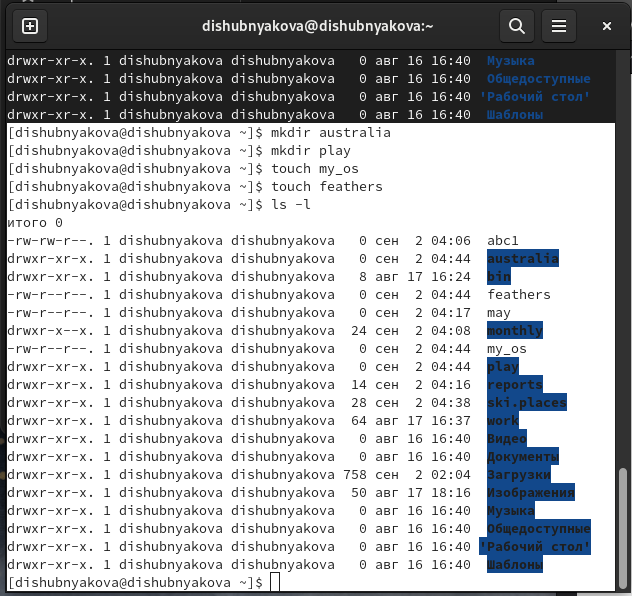 dishubnyakova@dishubnyakova:~
drwxr-xr-x. 1 dishubnyakova dishubnyakova   0 авг 16 16:40  Музыка
drwxr-xr-x. 1 dishubnyakova dishubnyakova   0 авг 16 16:40  Общедоступные
drwxr-xr-x. 1 dishubnyakova dishubnyakova   0 авг 16 16:40 'Рабочий стол'
drwxr-xr-x. 1 dishubnyakova dishubnyakova   0 авг 16 16:40  Шаблоны
[dishubnyakova@dishubnyakova ~]$ mkdir australia
[dishubnyakova@dishubnyakova ~]$ mkdir play
[dishubnyakova@dishubnyakova ~]$ touch my_os
[dishubnyakova@dishubnyakova ~]$ touch feathers
[dishubnyakova@dishubnyakova ~]$ ls -l
итого 0
-rw-rw-r--. 1 dishubnyakova dishubnyakova   0 сен  2 04:06  abc1
drwxr-xr-x. 1 dishubnyakova dishubnyakova   0 сен  2 04:44  australia
drwxr-xr-x. 1 dishubnyakova dishubnyakova   8 авг 17 16:24  bin
-rw-r--r--. 1 dishubnyakova dishubnyakova   0 сен  2 04:44  feathers
-rw-r--r--. 1 dishubnyakova dishubnyakova   0 сен  2 04:17  may
drwxr-x--x. 1 dishubnyakova dishubnyakova  24 сен  2 04:08  monthly
-rw-r--r--. 1 dishubnyakova dishubnyakova   0 сен  2 04:44  my_os
drwxr-xr-x. 1 dishubnyakova dishubnyakova   0 сен  2 04:44  play
drwxr-xr-x. 1 dishubnyakova dishubnyakova  14 сен  2 04:16  reports
drwxr-xr-x. 1 dishubnyakova dishubnyakova  28 сен  2 04:38  ski.places
drwxr-xr-x. 1 dishubnyakova dishubnyakova  64 авг 17 16:37  work
drwxr-xr-x. 1 dishubnyakova dishubnyakova   0 авг 16 16:40  Видео
drwxr-xr-x. 1 dishubnyakova dishubnyakova   0 авг 16 16:40  Документы
drwxr-xr-x. 1 dishubnyakova dishubnyakova 758 сен  2 02:04  Загрузки
drwxr-xr-x. 1 dishubnyakova dishubnyakova  50 авг 17 18:16  Изображения
drwxr-xr-x. 1 dishubnyakova dishubnyakova   0 авг 16 16:40  Музыка
drwxr-xr-x. 1 dishubnyakova dishubnyakova   0 авг 16 16:40  Общедоступные
drwxr-xr-x. 1 dishubnyakova dishubnyakova   0 авг 16 16:40 'Рабочий стол'
drwxr-xr-x. 1 dishubnyakova dishubnyakova   0 авг 16 16:40  Шаблоны
[dishubnyakova@dishubnyakova ~]$